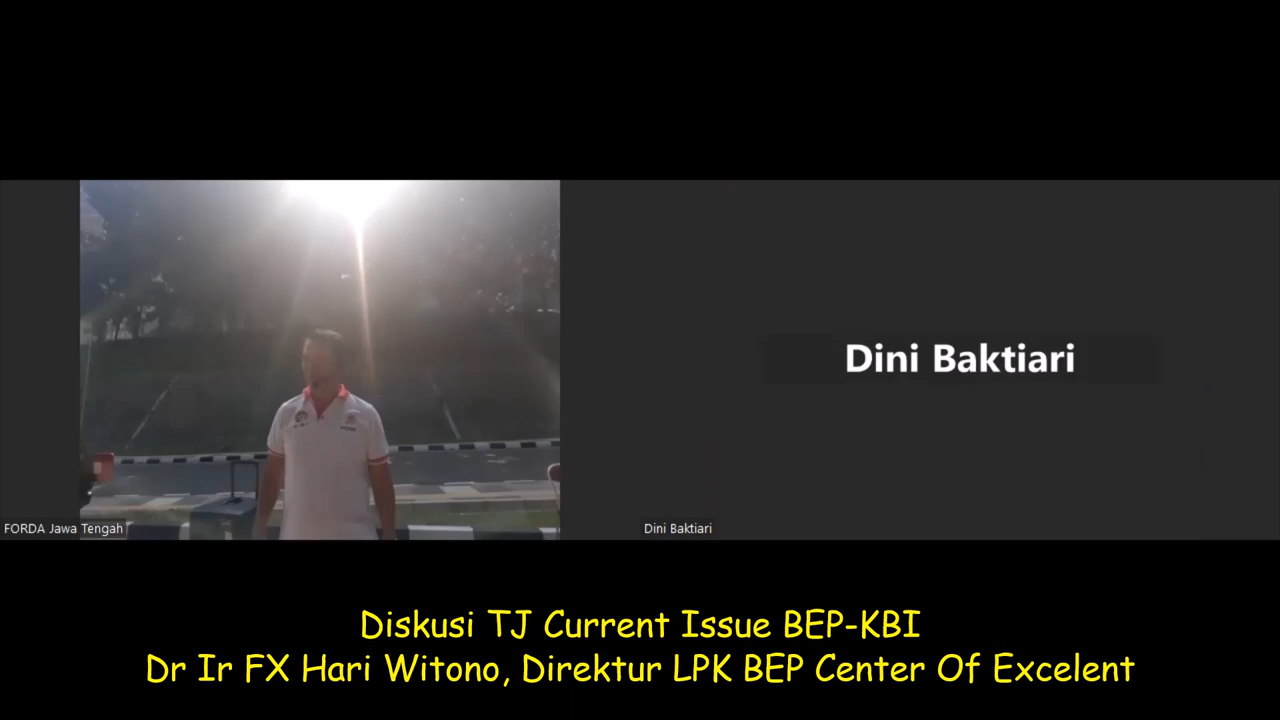 Dini Baktiari
FORDA Jawa Tengah
Dini Baktiari
Diskusi TJ Current Issue BEP-KBI
Dr Ir FX Hari Witono, Direktur LPK BEP Center Of Excelent